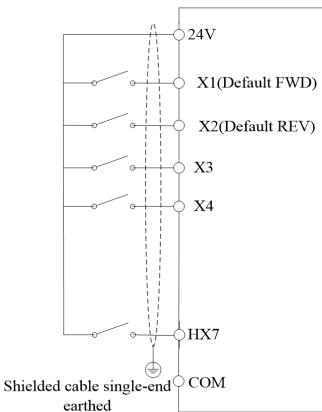 24V
X1(Default FWD)
X2(Default REV)
X3
X4
HX7
COM
Shielded cable single-end
earthed